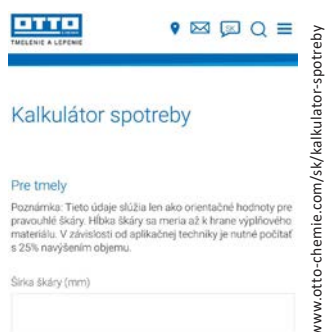 OTTO
TMELENIE A LEPENIE
SK
Kalkulátor spotreby
Pre tmely
Poznámka: Tieto údaje slúžia len ako orientačné hodnoty pre
pravouhlé škáry. Hĺbka škáry sa meria až k hrane výplňového
materiálu. V závislosti od aplikačnej techniky je nutné počítať
s 25% navýšením objemu.
Šírka škáry (mm)
www.otto-chemie.com/sk/kalkulator-spotreby